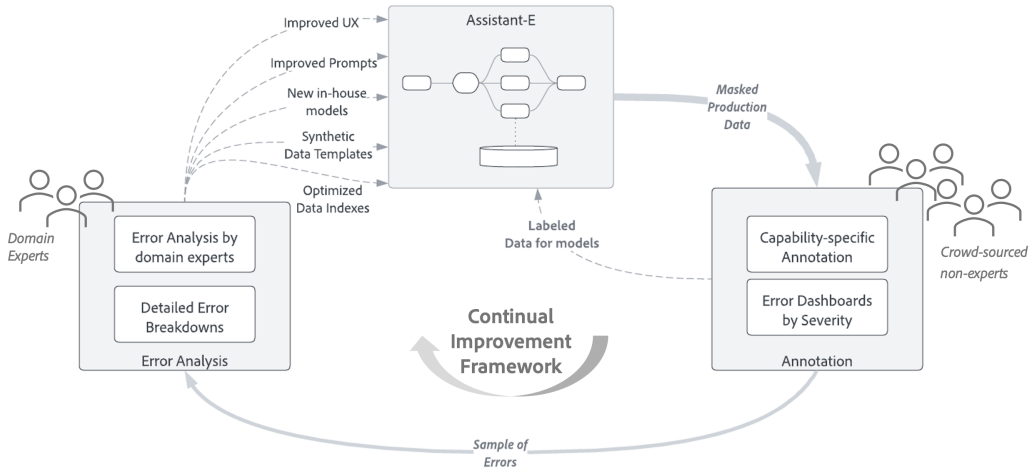 Improved UX
Improved Prompts
New in-house
models
Synthetic
Data Templates
Optimized
Data Indexes
Assistant-E
Masked
Production
Data
Domain
Experts
Error Analysis by
domain experts
Detailed Error
Breakdowns
Error Analysis
Labeled
Data for models
Capability-specific
Annotation
Error Dashboards
by Severity
Annotation
Crowd-sourced
non-experts
Continual
Improvement
Framework
Sample of
Errors